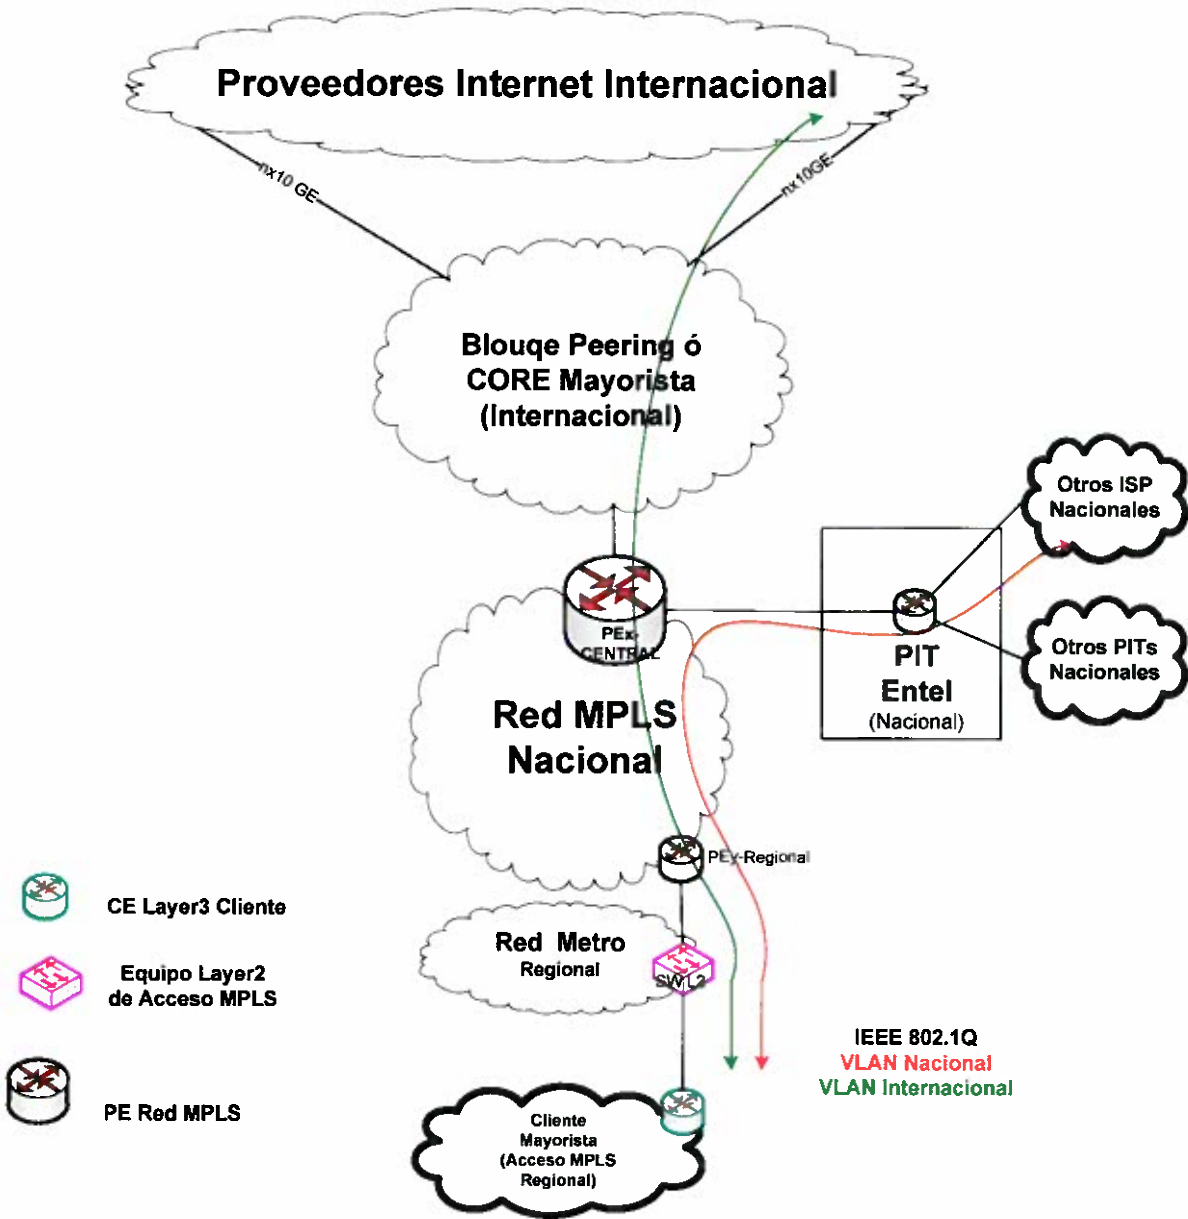 Proveedores Internet Internacional
nx10 GE
nx10GE
Blouqe Peering ó
CORE Mayorista
(Internacional)
Otros ISP
Nacionales
PEx-
CENTRAL
PIT
Entel
(Nacional)
Otros PITs
Nacionales
Red MPLS
Nacional
PEy-Regional
CE Layer3 Cliente
Red Metro
Regional
SWL2
Equipo Layer2
de Acceso MPLS
IEEE 802.1Q
VLAN Nacional
VLAN Internacional
PE Red MPLS
Cliente
Mayorista
(Acceso MPLS
Regional)